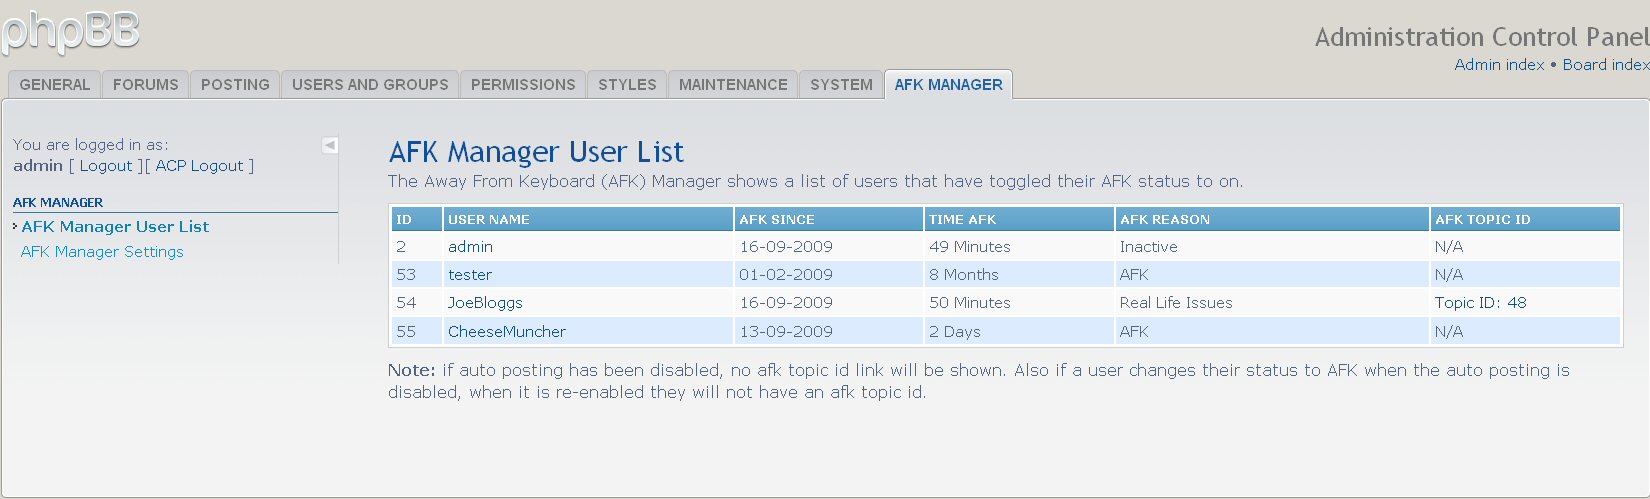 phpBB
Administration Control Panel
Admin index • Board index
GENERAL FORUMS POSTING USERS AND GROUPS PERMISSIONS STYLES MAINTENANCE SYSTEM AFK MANAGER
You are logged in as:
admin [ Logout ][ ACP Logout ]
AFK MANAGER
AFK Manager User List
AFK Manager Settings
AFK Manager User List
The Away From Keyboard (AFK) Manager shows a list of users that have toggled their AFK status to on.
ID USER NAME AFK SINCE TIME AFK AFK REASON AFK TOPIC ID
2 admin 16-09-2009 49 Minutes Inactive N/A
53 tester 01-02-2009 8 Months AFK N/A
54 JoeBloggs 16-09-2009 50 Minutes Real Life Issues Topic ID: 48
55 CheeseMuncher 13-09-2009 2 Days AFK N/A
Note: if auto posting has been disabled, no afk topic id link will be shown. Also if a user changes their status to AFK when the auto posting is
disabled, when it is re-enabled they will not have an afk topic id.